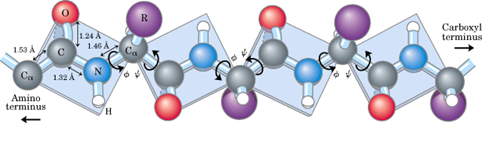 O
R
Carboxyl
terminus
1.24 Å
1.53 Å
C
1.46 Å
Cα
Cα
1.32 Å
N
ϕ
ψ
ϕ
ψ
ϕ
ψ
H
Amino
terminus